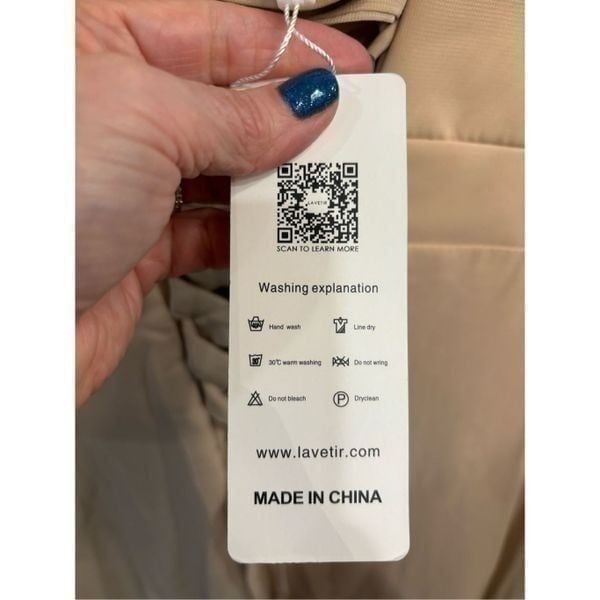 LAVETIR
SCAN TO LEARN MORE
Washing explanation
Hand wash
Line dry
30℃ warm washing
Do not wring
Do not bleach
P Dryclean
www.lavetir.com
MADE IN CHINA